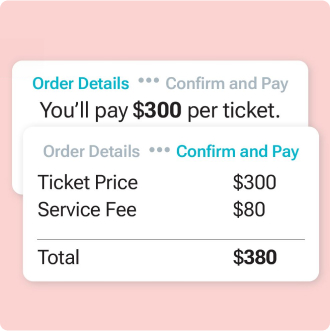 Order Details ••• Confirm and Pay
You’ll pay $300 per ticket.
Order Details ••• Confirm and Pay
Ticket Price $300
Service Fee $80
Total $380